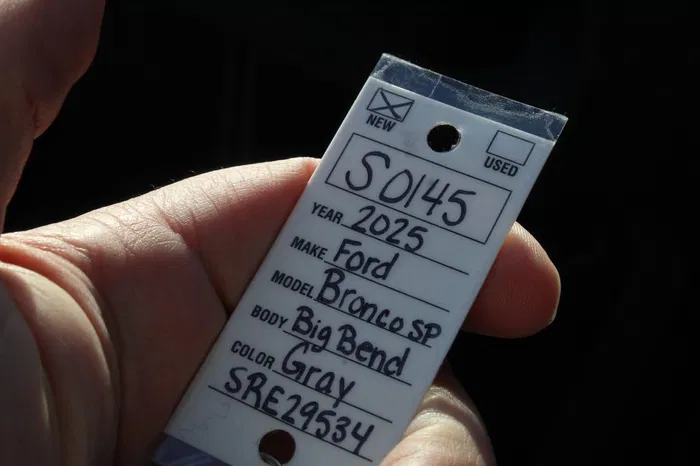 NEW
USED
S0145
YEAR 2025
MAKE Ford
MODEL Bronco SP
BODY Big Bend
COLOR Gray
SRE29534